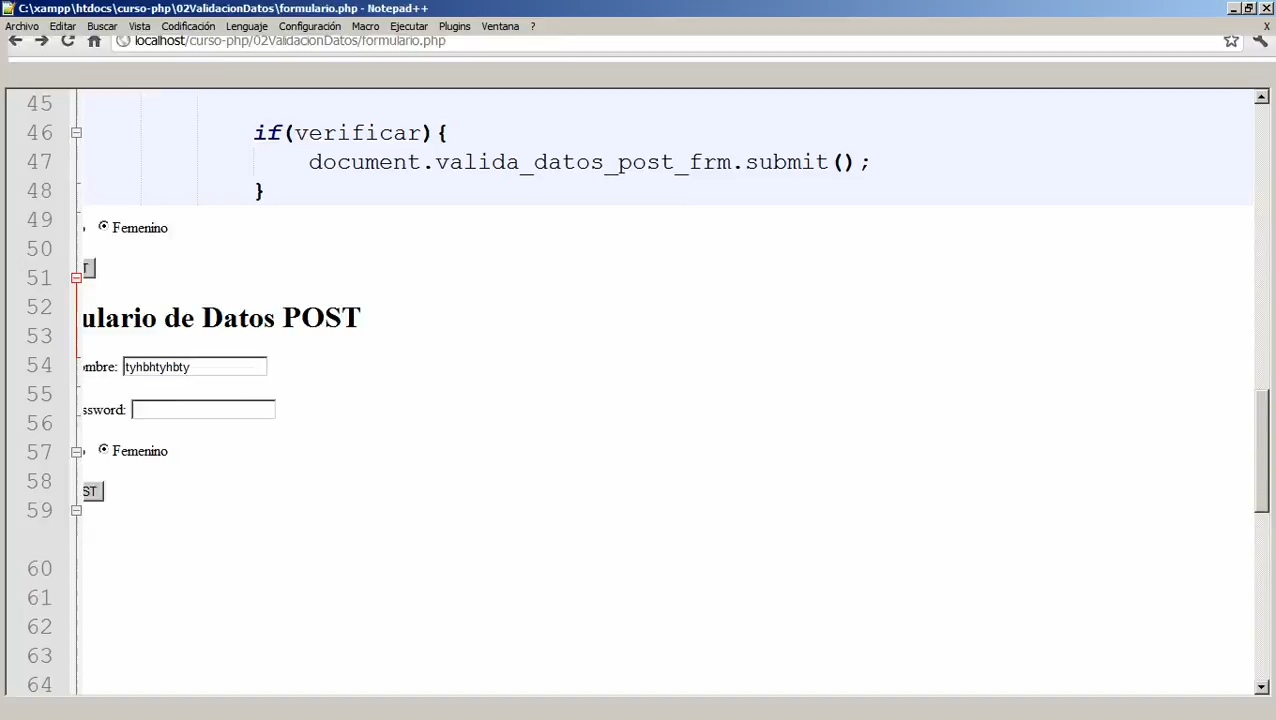 C:\xampp\htdocs\curso-php\02ValidacionDatos\formulario.php - Notepad++
Archivo Editar Buscar Vista Codificación Lenguaje Configuración Macro Ejecutar Plugins Ventana ? X
localhost/curso-php/02ValidacionDatos/formulario.php
45
46 if(verificar){
47 document.valida_datos_post_frm.submit();
48 }
49 Femenino
50
51 T
52 ulario de Datos POST
53
54 ombre: tyhbhtyhbty
55
56 ssword:
57 Femenino
58 ST
59
60
61
62
63
64